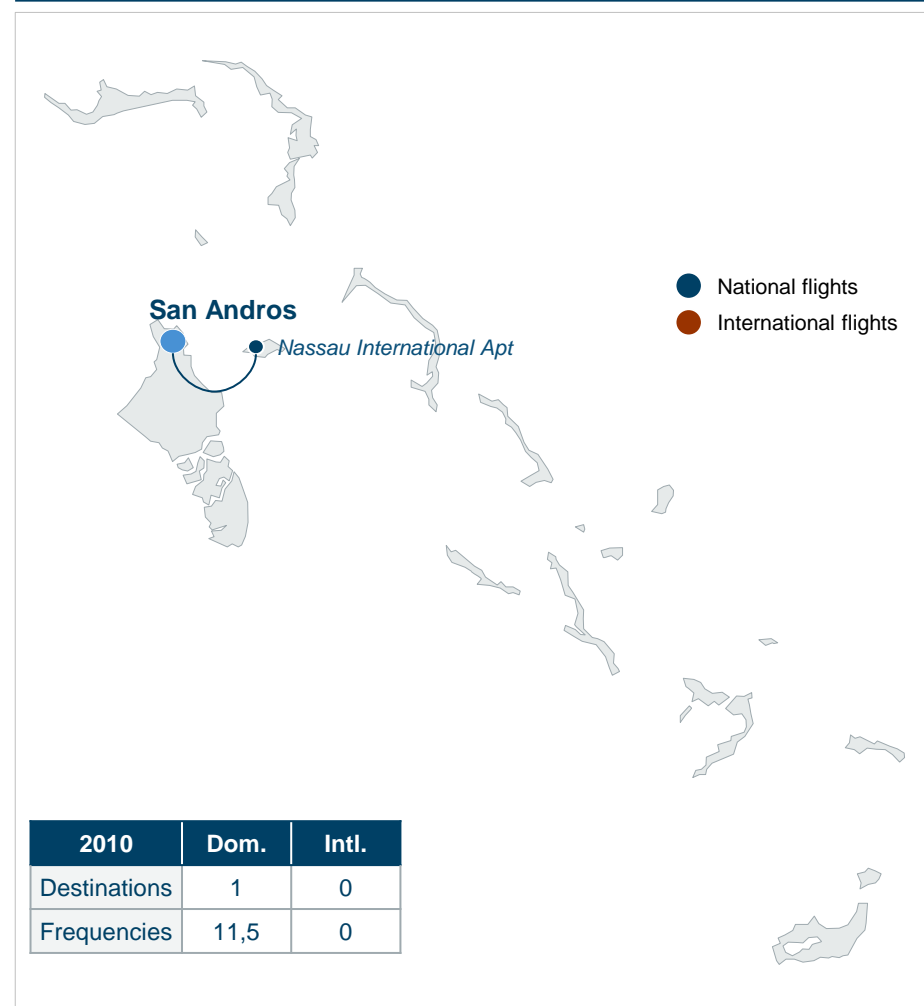 National flights
San Andros
International flights
Nassau International Apt
2010 Dom. Intl.
Destinations 1 0
Frequencies 11,5 0